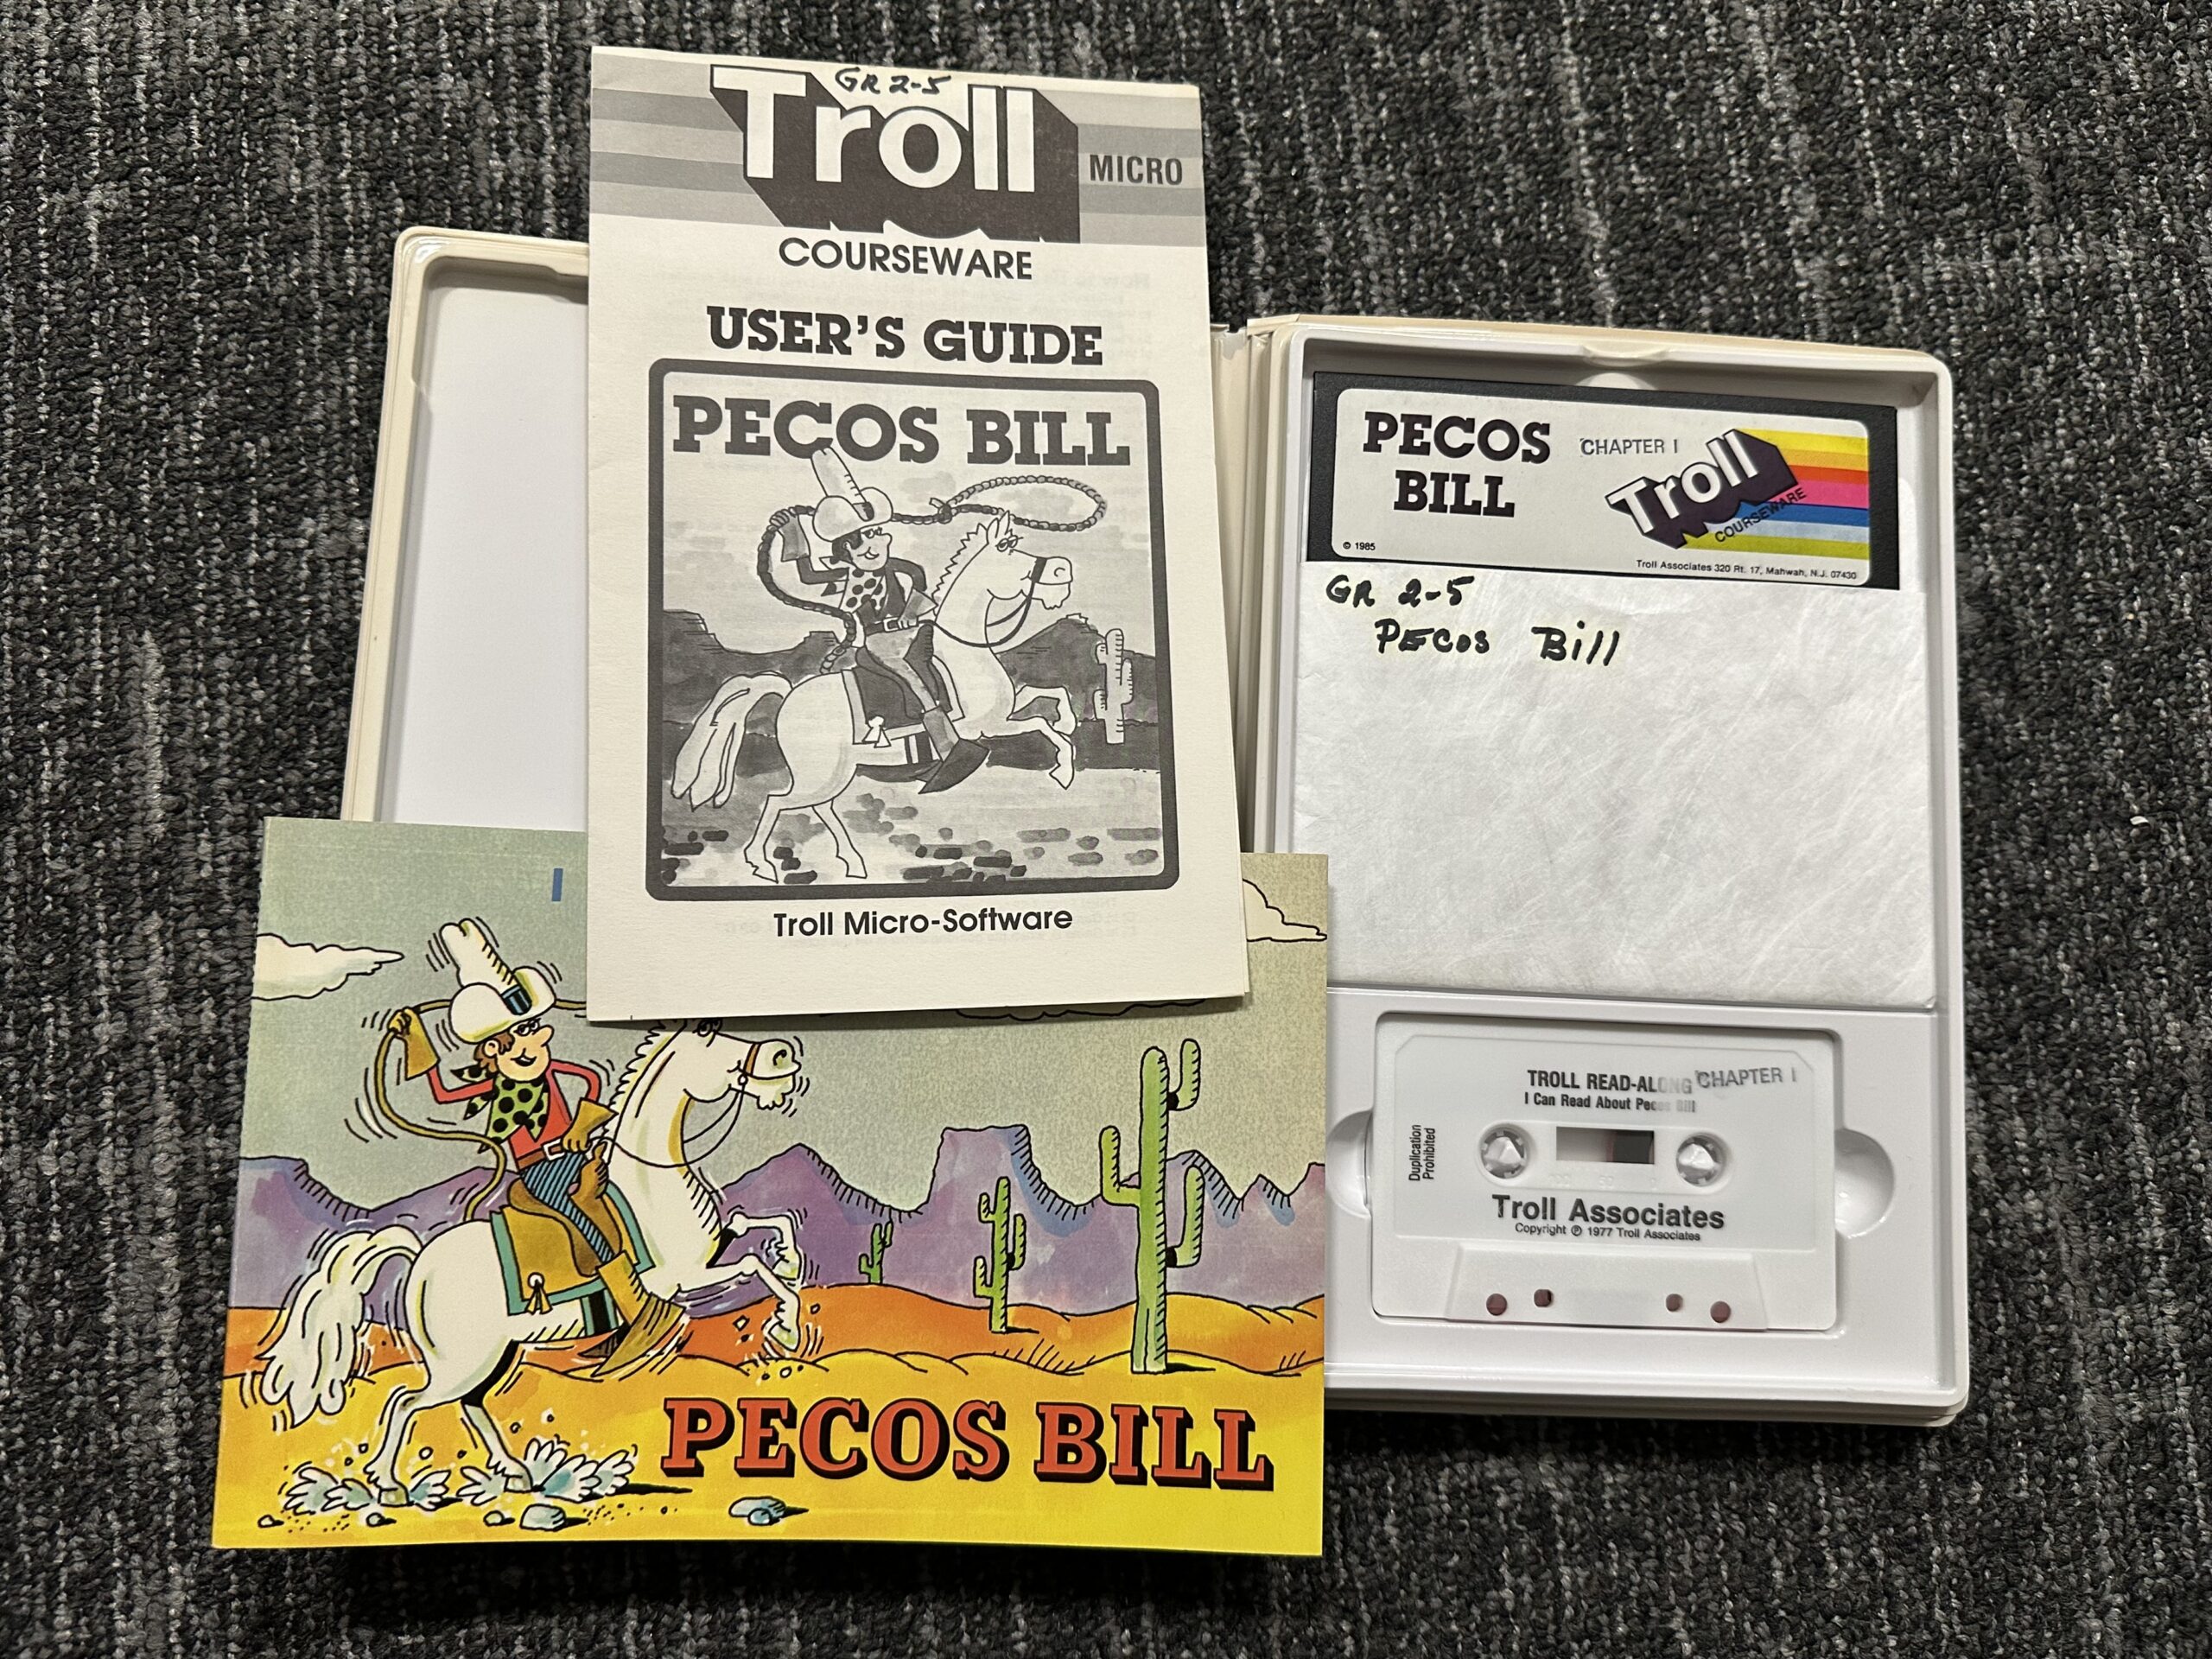 GR 2-5
Troll
MICRO
COURSEWARE
USER'S GUIDE
PECOS BILL
Troll Micro-Software
I
PECOS BILL
PECOS
BILL
CHAPTER I
Troll
COURSEWARE
© 1985
Troll Associates 320 Rt. 17, Mahwah, N.J. 07430
GR 2-5
PECOS Bill
TROLL READ-ALONG CHAPTER I
I Can Read About Pecos Bill
Duplication
Prohibited
Troll Associates
Copyright ℗ 1977 Troll Associates